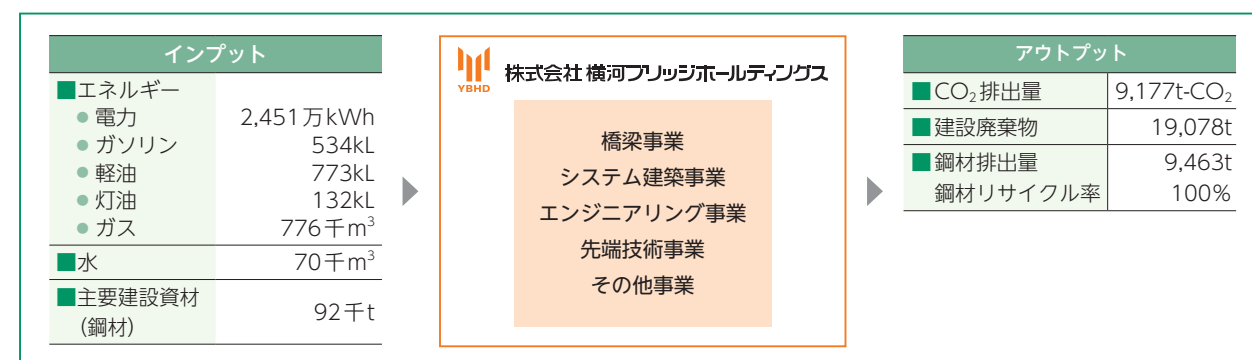 インプット
■エネルギー
● 電力 2,451万kWh
● ガソリン 534kL
● 軽油 773kL
● 灯油 132kL
● ガス 776千m³
■水 70千m³
■主要建設資材
(鋼材) 92千t
YBHD
株式会社 横河ブリッジホールディングス
橋梁事業
システム建築事業
エンジニアリング事業
先端技術事業
その他事業
アウトプット
■CO₂排出量 9,177t-CO₂
■建設廃棄物 19,078t
■鋼材排出量 9,463t
鋼材リサイクル率 100%